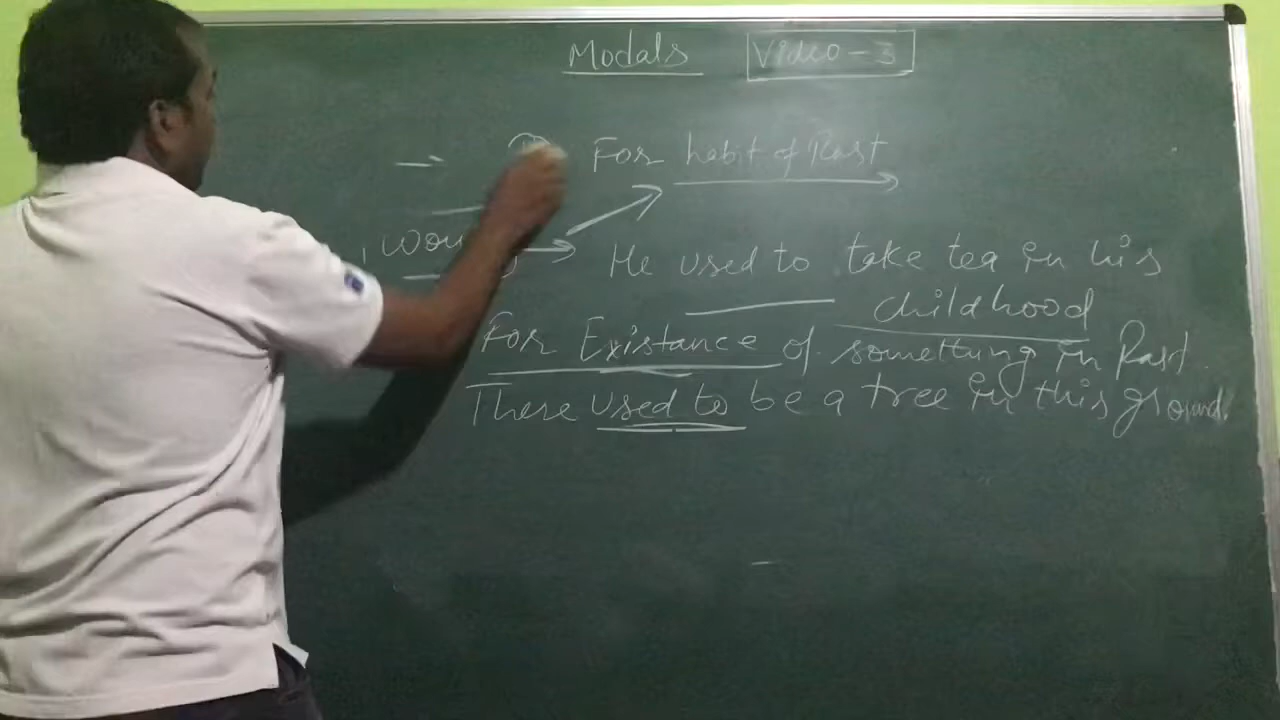 Modals Video-3
For habit of Past
He used to take tea in his
childhood
For Existance of something in Past.
There used to be a tree in this ground.